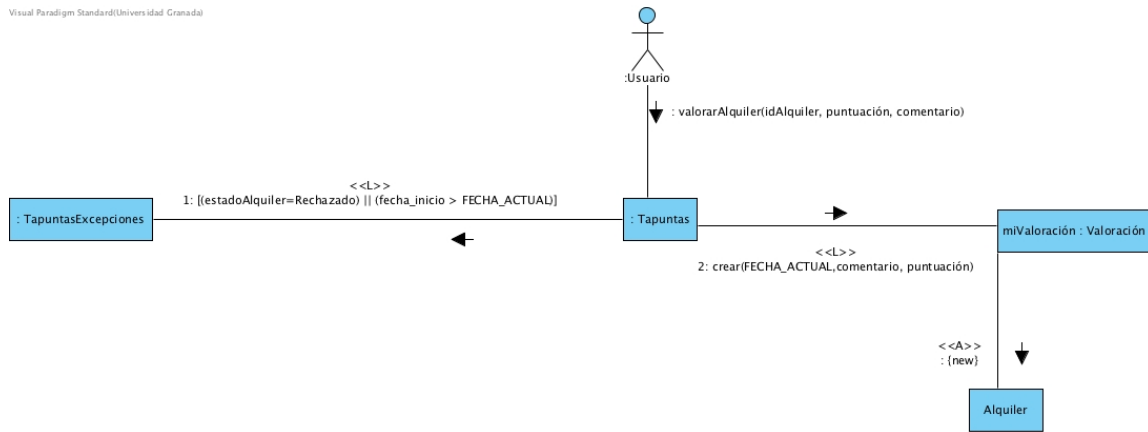 Visual Paradigm Standard(Universidad Granada)
:Usuario
: valorarAlquiler(idAlquiler, puntuación, comentario)
<<L>>
1: [(estadoAlquiler=Rechazado) || (fecha_inicio > FECHA_ACTUAL)]
: TapuntasExcepciones
: Tapuntas
miValoración : Valoración
<<L>>
2: crear(FECHA_ACTUAL,comentario, puntuación)
<<A>>
: {new}
Alquiler